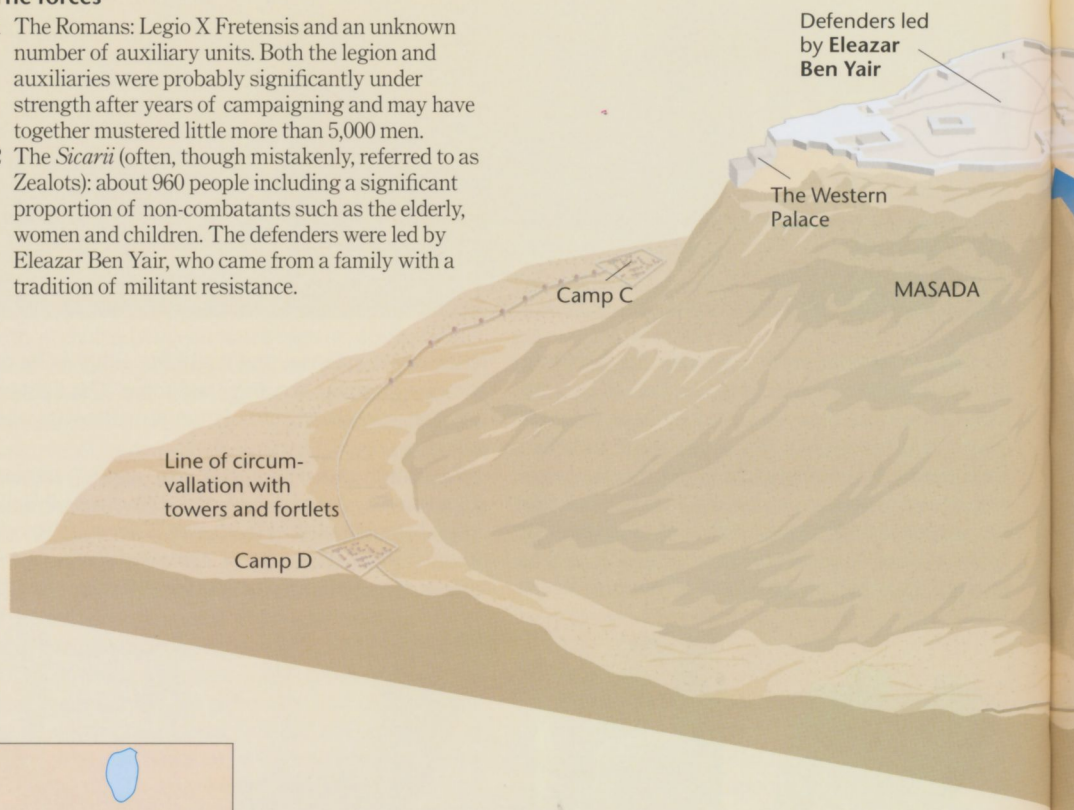 The forces
The Romans: Legio X Fretensis and an unknown
number of auxiliary units. Both the legion and
auxiliaries were probably significantly under
strength after years of campaigning and may have
together mustered little more than 5,000 men.
2 The Sicarii (often, though mistakenly, referred to as
Zealots): about 960 people including a significant
proportion of non-combatants such as the elderly,
women and children. The defenders were led by
Eleazar Ben Yair, who came from a family with a
tradition of militant resistance.
Defenders led
by Eleazar
Ben Yair
The Western
Palace
Camp C
MASADA
Line of circum-
vallation with
towers and fortlets
Camp D